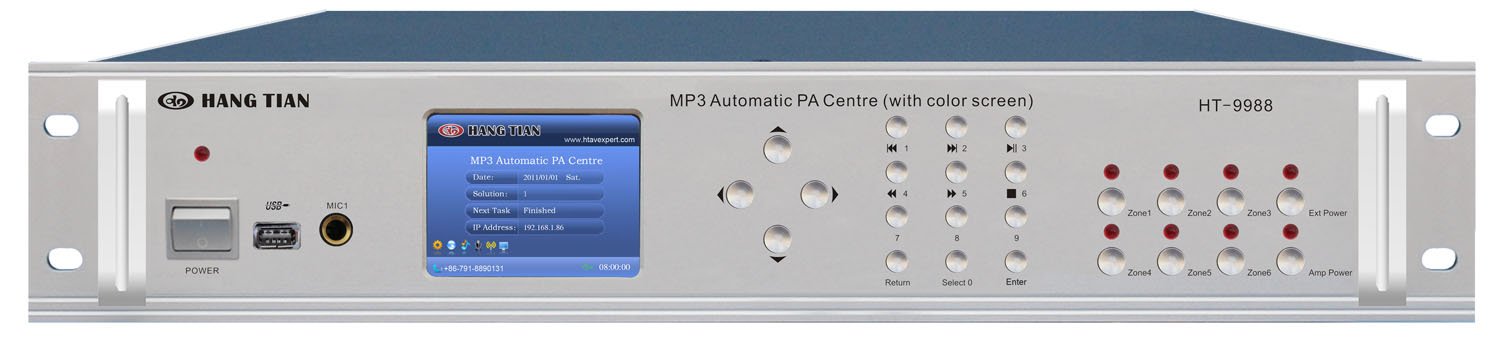 HANG TIAN
MP3 Automatic PA Centre (with color screen)
HT-9988
HANG TIAN
www.htavexpert.com
MP3 Automatic PA Centre
Date: 2011/01/01 Sat.
Solution: 1
Next Task Finished
IP Address: 192.168.1.86
+86-791-8890131 08:00:00
POWER
USB
MIC1
1 2 3
4 5 6
7 8 9
Return Select 0 Enter
Zone1 Zone2 Zone3 Ext Power
Zone4 Zone5 Zone6 Amp Power